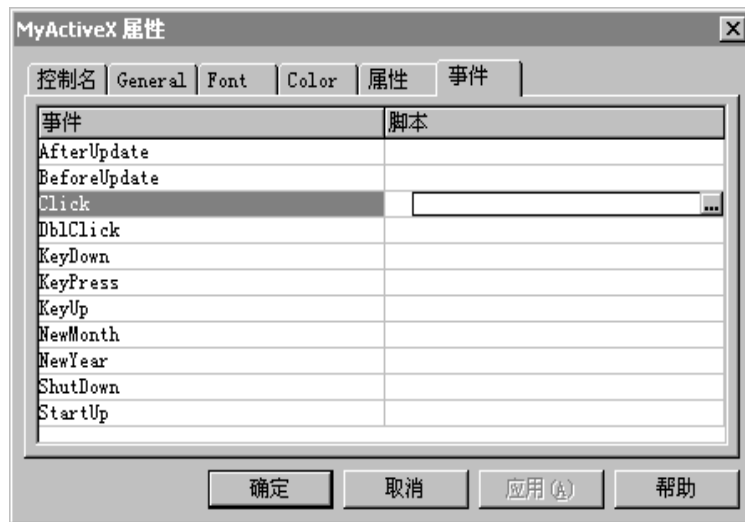 MyActiveX 属性
控制名 General Font Color 属性 事件
事件 脚本
AfterUpdate
BeforeUpdate
Click ...
DblClick
KeyDown
KeyPress
KeyUp
NewMonth
NewYear
ShutDown
StartUp
确定 取消 应用(A) 帮助